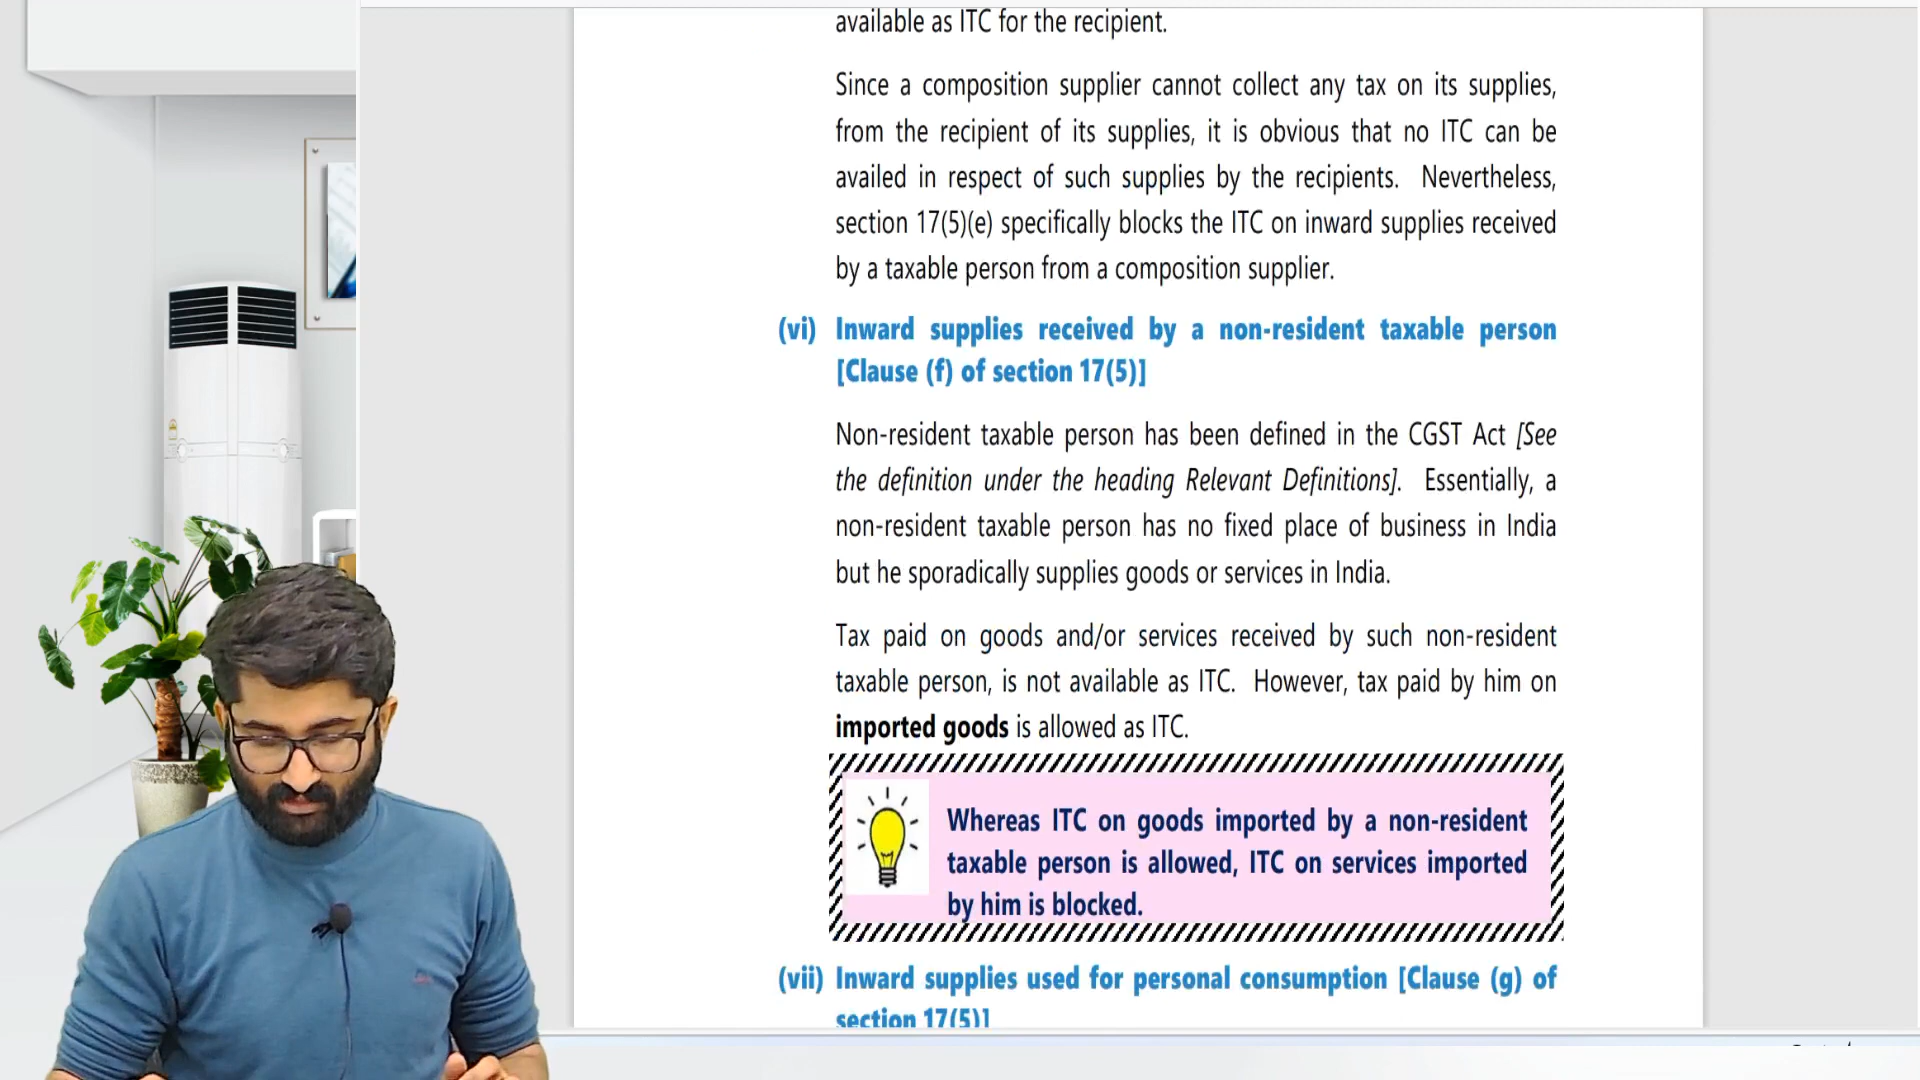 available as ITC for the recipient.
Since a composition supplier cannot collect any tax on its supplies,
from the recipient of its supplies, it is obvious that no ITC can be
availed in respect of such supplies by the recipients. Nevertheless,
section 17(5)(e) specifically blocks the ITC on inward supplies received
by a taxable person from a composition supplier.
(vi) Inward supplies received by a non-resident taxable person
[Clause (f) of section 17(5)]
Non-resident taxable person has been defined in the CGST Act [See
the definition under the heading Relevant Definitions]. Essentially, a
non-resident taxable person has no fixed place of business in India
but he sporadically supplies goods or services in India.
Tax paid on goods and/or services received by such non-resident
taxable person, is not available as ITC. However, tax paid by him on
imported goods is allowed as ITC.
Whereas ITC on goods imported by a non-resident
taxable person is allowed, ITC on services imported
by him is blocked.
(vii) Inward supplies used for personal consumption [Clause (g) of
section 17(5)]